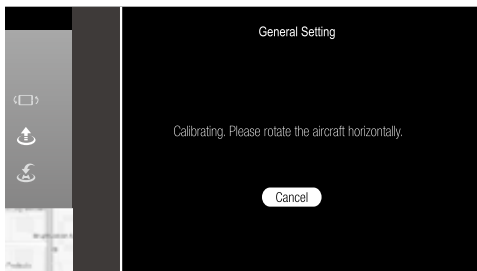 General Setting
Calibrating. Please rotate the aircraft horizontally.
Cancel